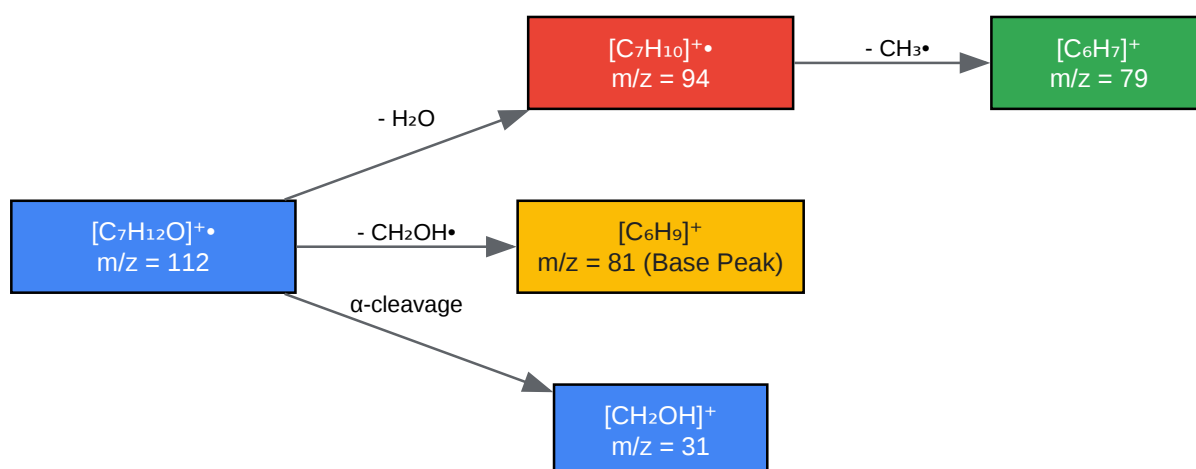 [C₇H₁₀]⁺•
m/z = 94
- CH₃•
[C₆H₇]⁺
m/z = 79
- H₂O
[C₇H₁₂O]⁺•
m/z = 112
- CH₂OH•
[C₆H₉]⁺
m/z = 81 (Base Peak)
α-cleavage
[CH₂OH]⁺
m/z = 31